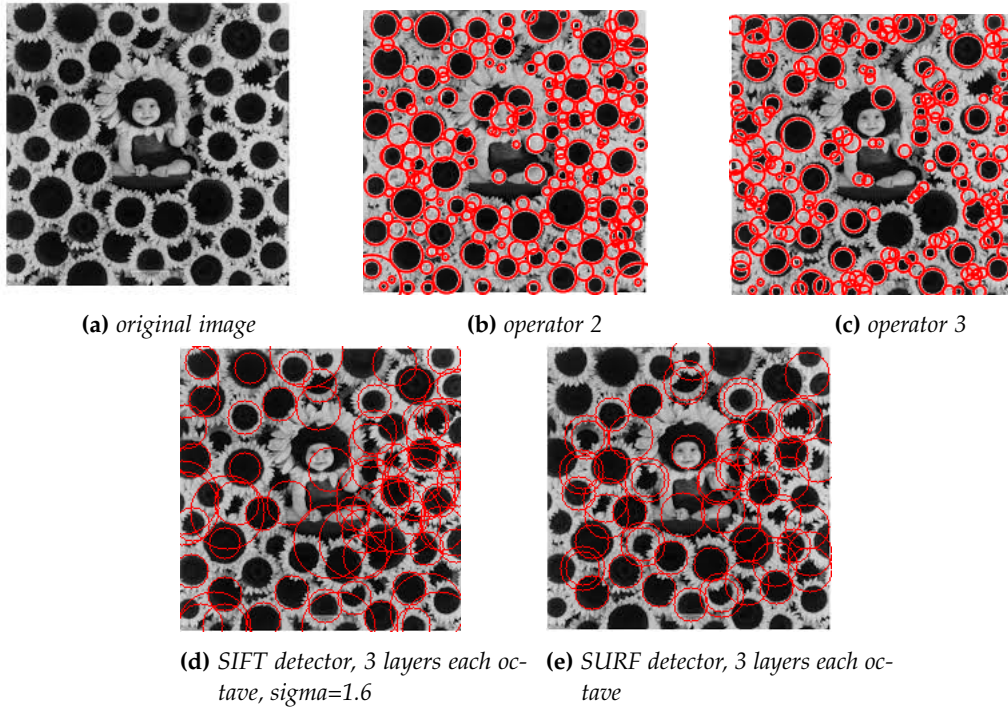 (a) original image
(b) operator 2
(c) operator 3
(d) SIFT detector, 3 layers each oc-
tave, sigma=1.6
(e) SURF detector, 3 layers each oc-
tave